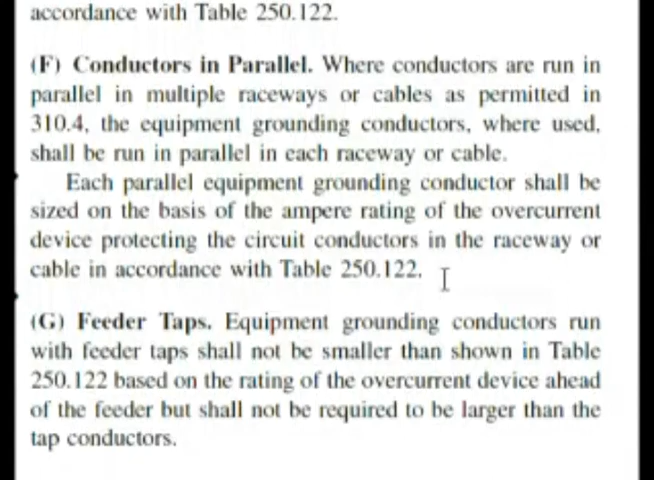 accordance with Table 250.122.
(F) Conductors in Parallel. Where conductors are run in
parallel in multiple raceways or cables as permitted in
310.4, the equipment grounding conductors, where used,
shall be run in parallel in each raceway or cable.
Each parallel equipment grounding conductor shall be
sized on the basis of the ampere rating of the overcurrent
device protecting the circuit conductors in the raceway or
cable in accordance with Table 250.122.
(G) Feeder Taps. Equipment grounding conductors run
with feeder taps shall not be smaller than shown in Table
250.122 based on the rating of the overcurrent device ahead
of the feeder but shall not be required to be larger than the
tap conductors.